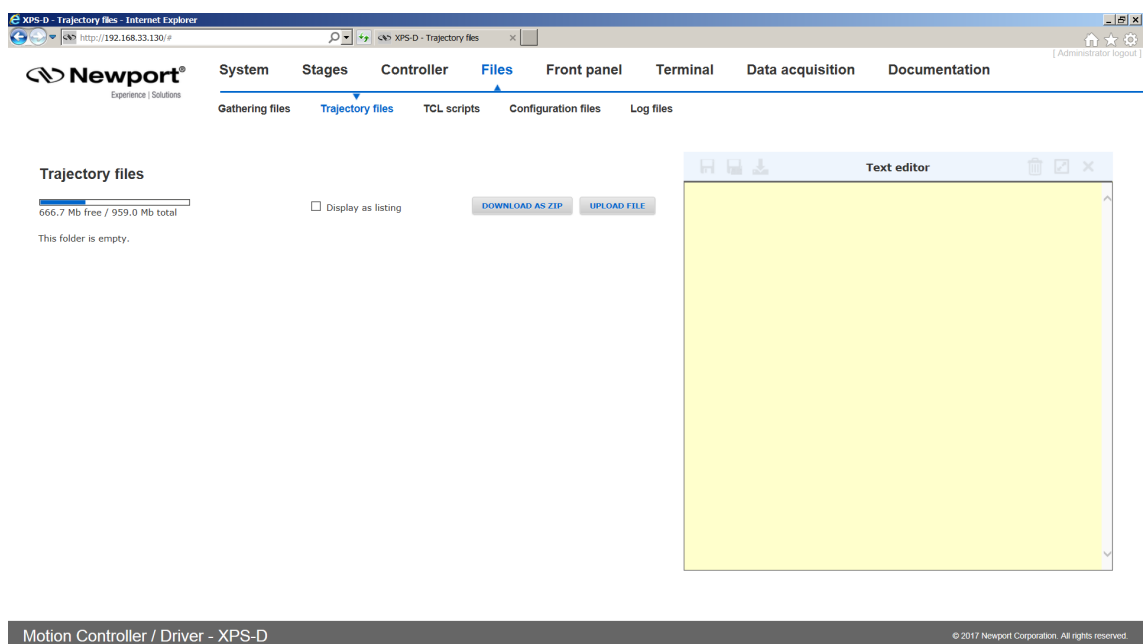 XPS-D - Trajectory files - Internet Explorer
http://192.168.33.130/#
XPS-D - Trajectory files
[ Administrator logout ]
Newport®
Experience | Solutions
System Stages Controller Files Front panel Terminal Data acquisition Documentation
Gathering files Trajectory files TCL scripts Configuration files Log files
Trajectory files
Text editor
666.7 Mb free / 959.0 Mb total
Display as listing
DOWNLOAD AS ZIP
UPLOAD FILE
This folder is empty.
Motion Controller / Driver - XPS-D
© 2017 Newport Corporation. All rights reserved.